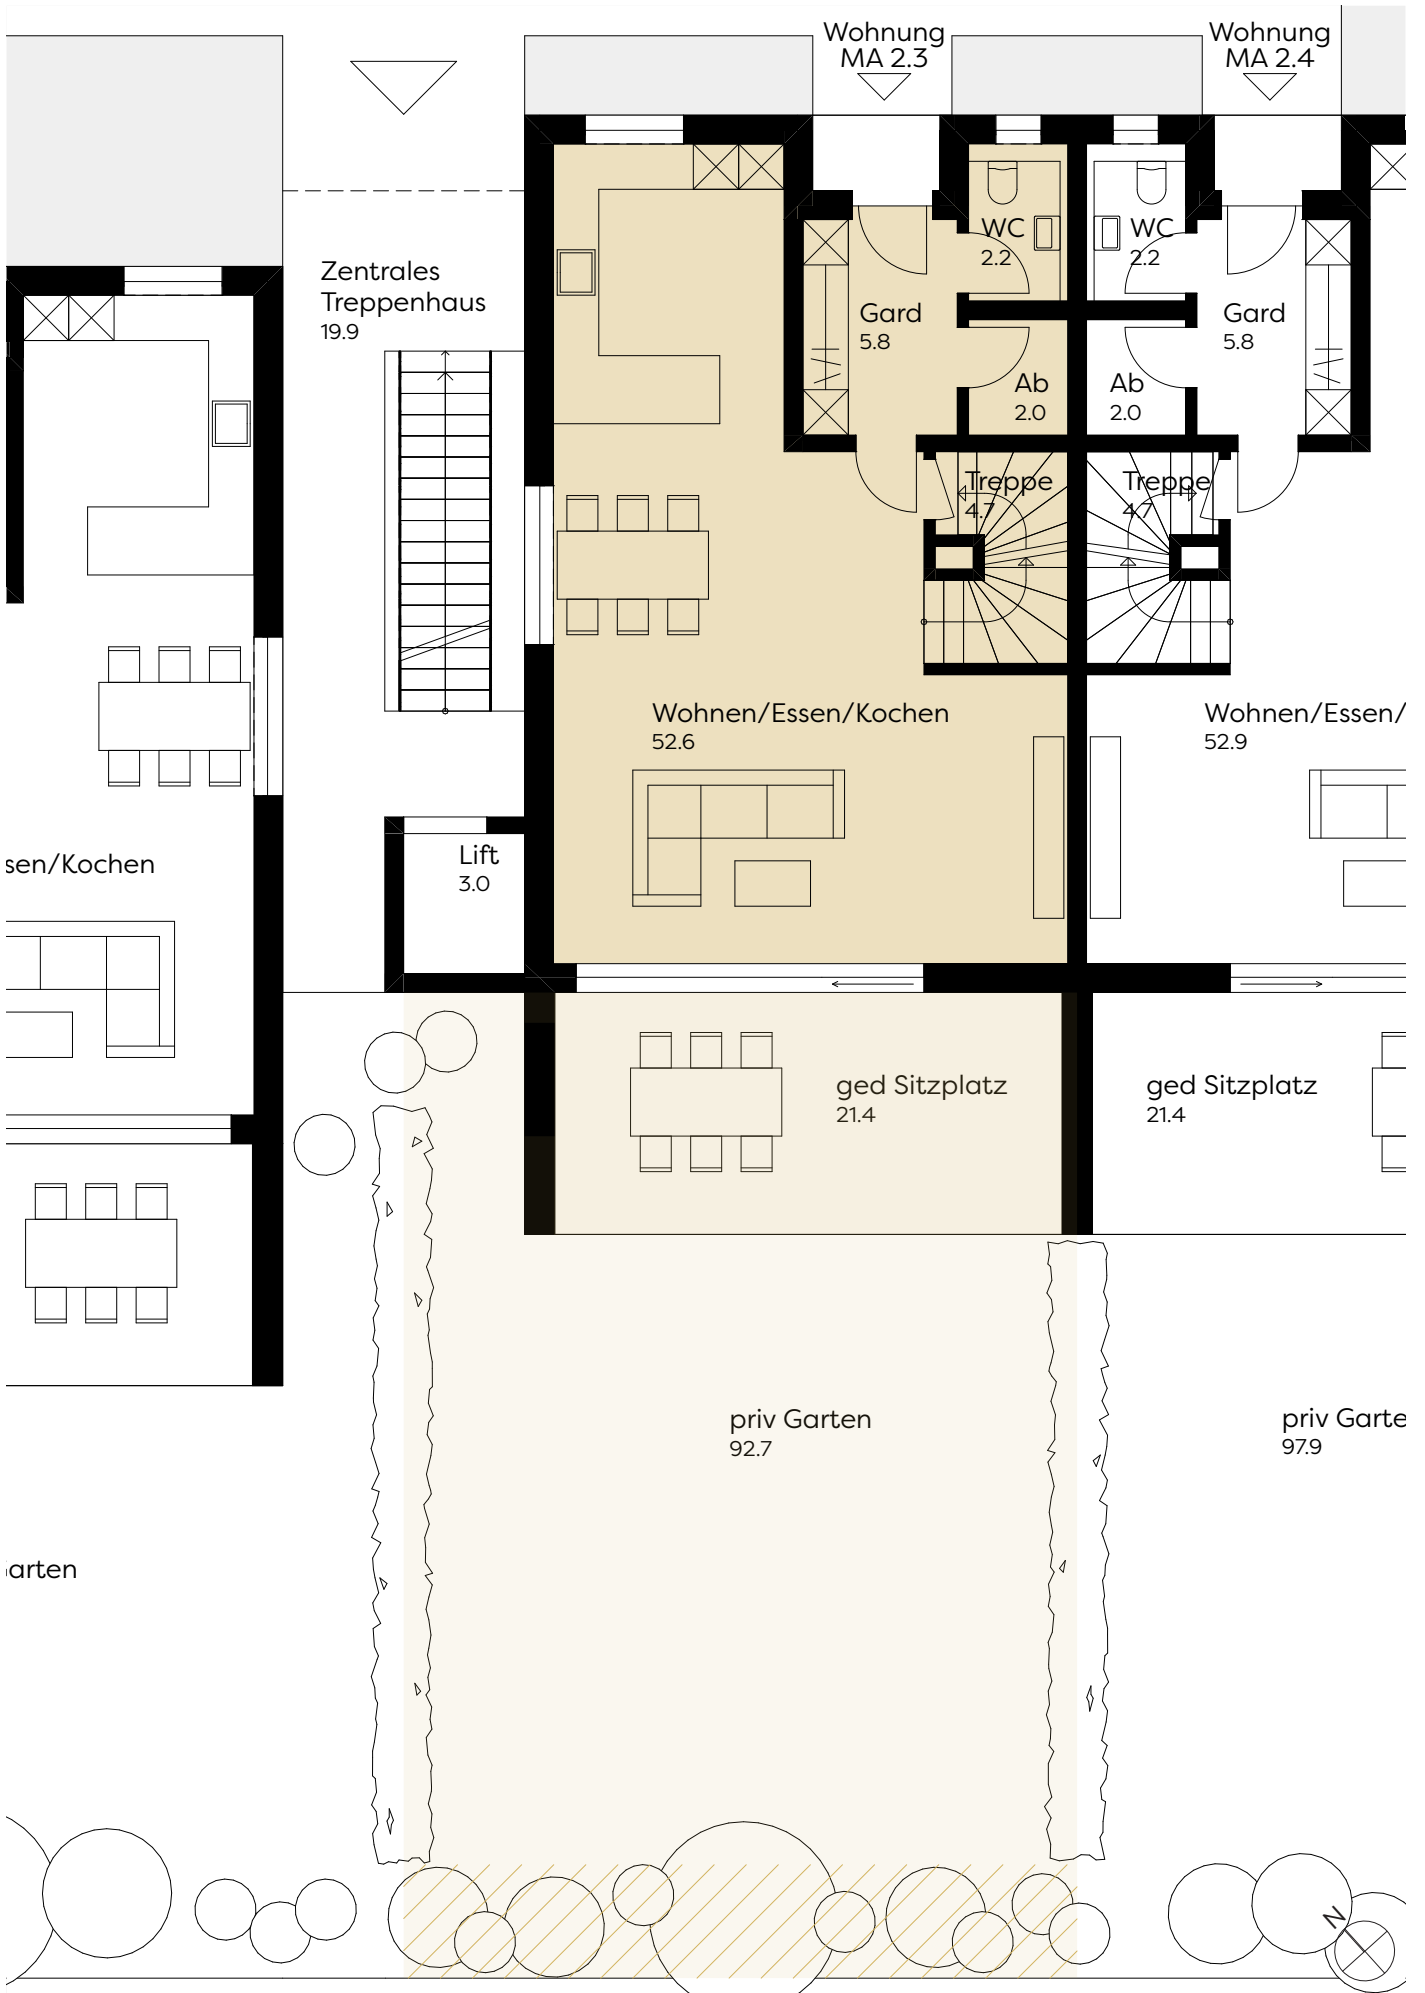 Wohnung
MA 2.3
Wohnung
MA 2.4
Zentrales
Treppenhaus
19.9
WC
2.2
WC
2.2
Gard
5.8
Gard
5.8
Ab
2.0
Ab
2.0
Treppe
4.7
Treppe
4.7
Wohnen/Essen/Kochen
52.6
Wohnen/Essen/
52.9
sen/Kochen
Lift
3.0
ged Sitzplatz
21.4
ged Sitzplatz
21.4
priv Garten
92.7
priv Garte
97.9
arten
N